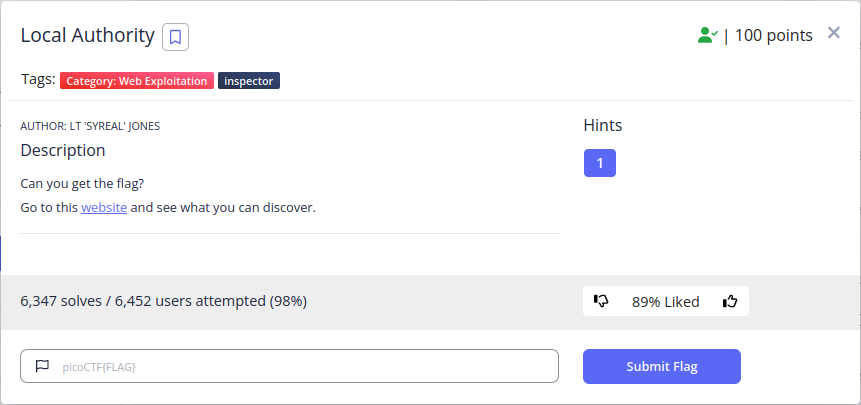 Local Authority
| 100 points
Tags: Category: Web Exploitation inspector
AUTHOR: LT 'SYREAL' JONES
Description
Can you get the flag?
Go to this website and see what you can discover.
Hints
1
6,347 solves / 6,452 users attempted (98%)
89% Liked
picoCTF{FLAG}
Submit Flag